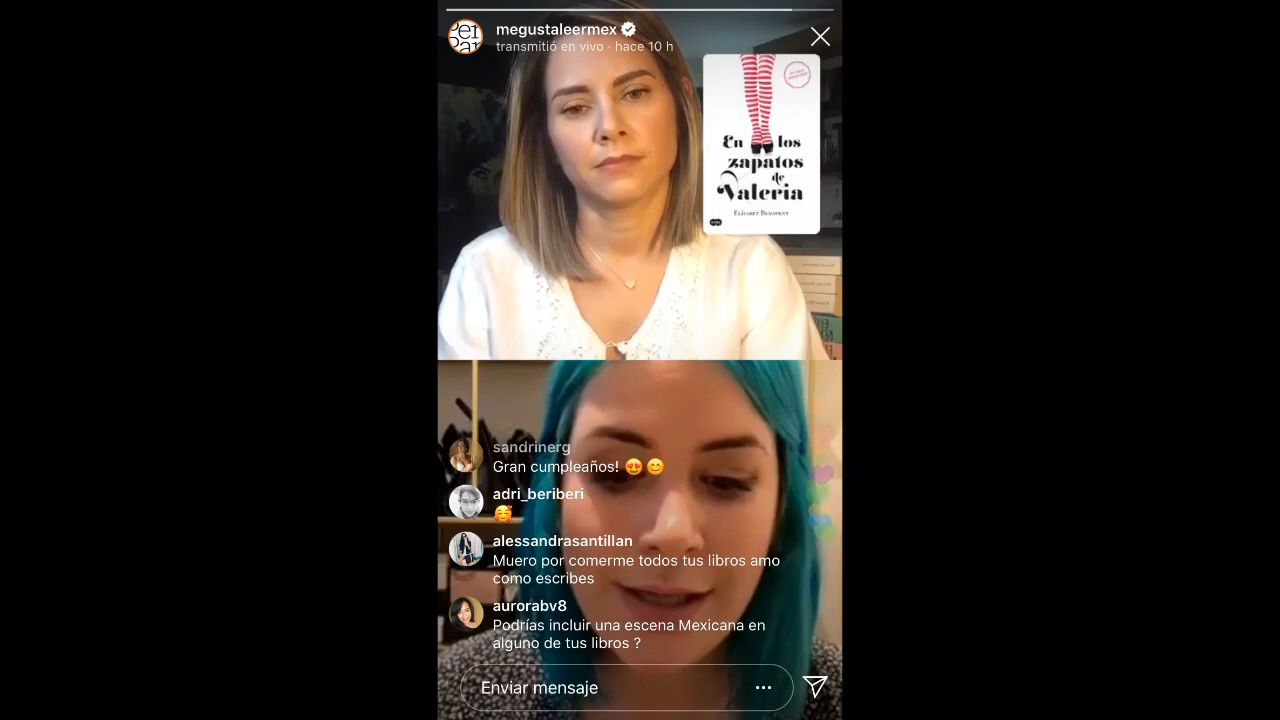 megustaleermex
transmitió en vivo · hace 10 h
En los
zapatos
de
Valeria
ELÍSABET BENAVENT
sandrinerg
Gran cumpleaños! 😍😊
adri_beriberi
🥰
alessandrasantillan
Muero por comerme todos tus libros amo
como escribes
aurorabv8
Podrías incluir una escena Mexicana en
alguno de tus libros ?
Enviar mensaje